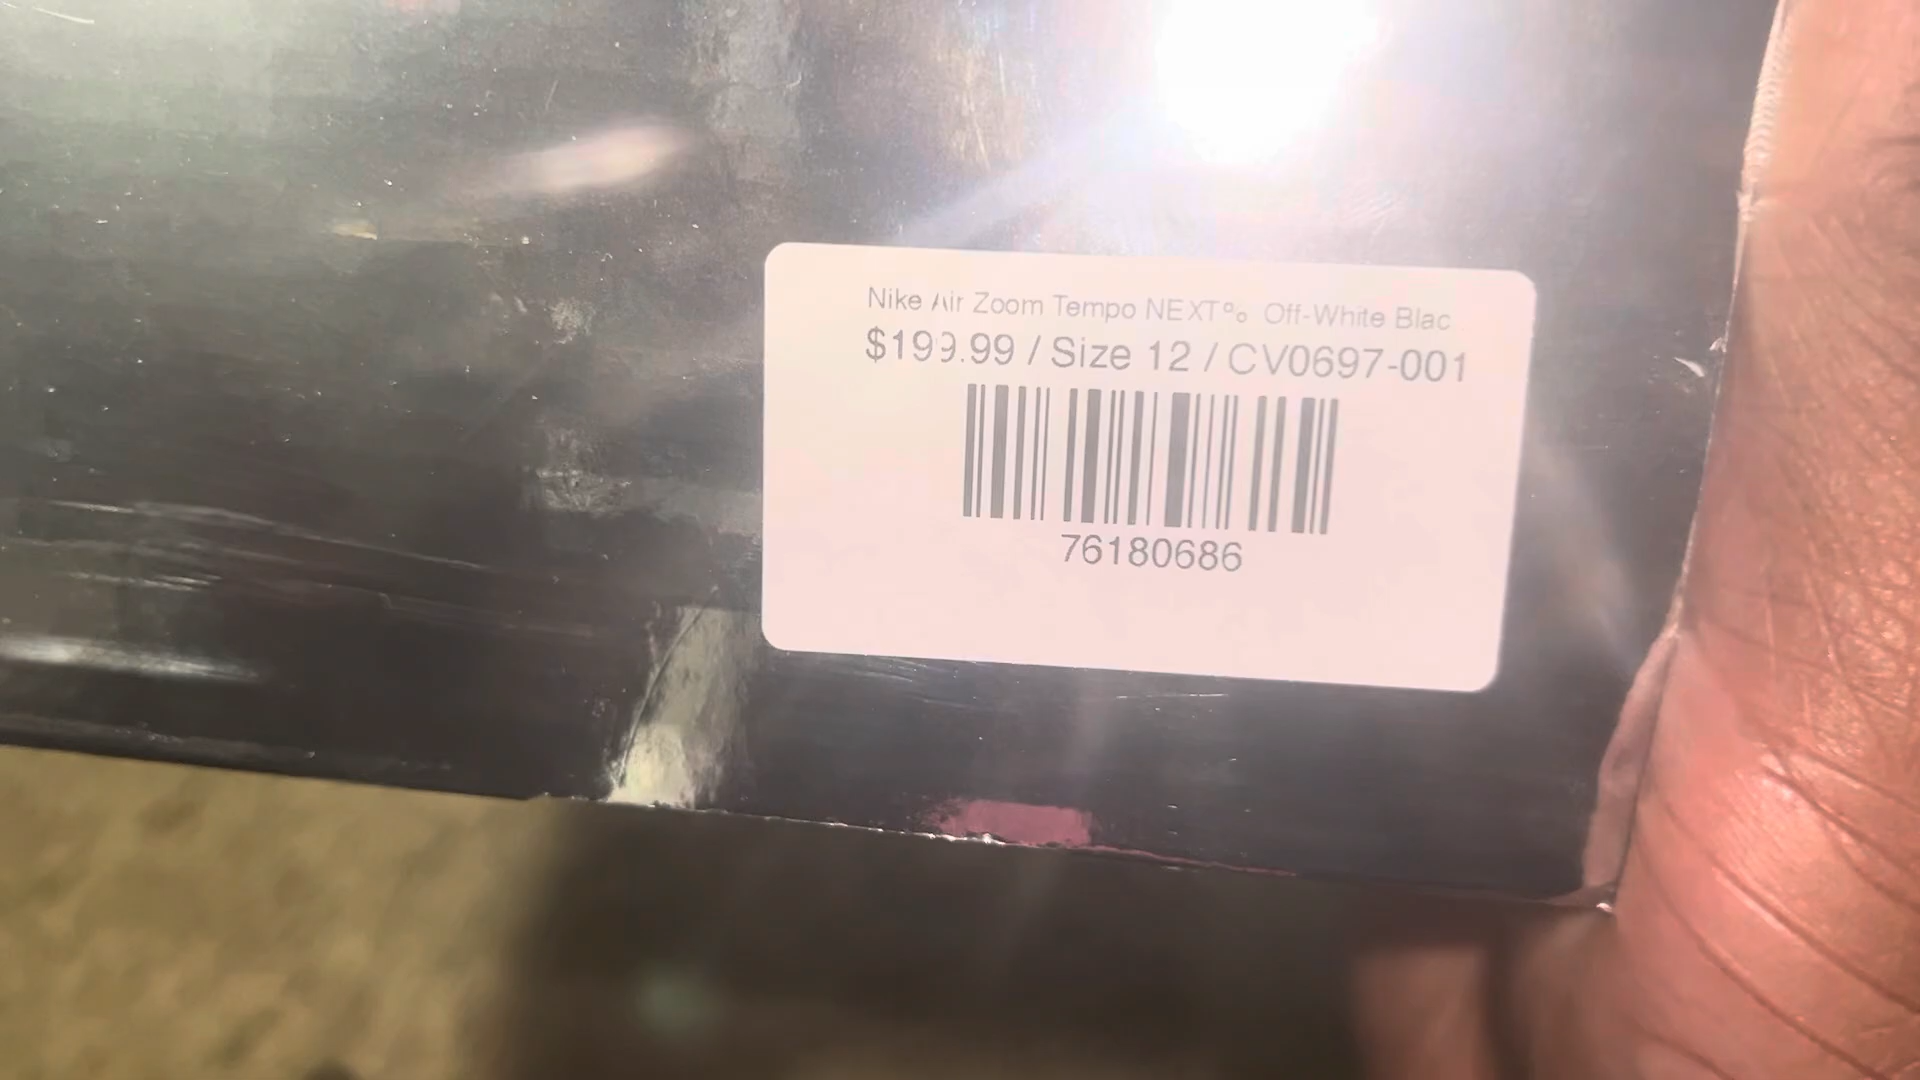 Nike Air Zoom Tempo NEXT% Off-White Blac
$199.99 / Size 12 / CV0697-001
76180686